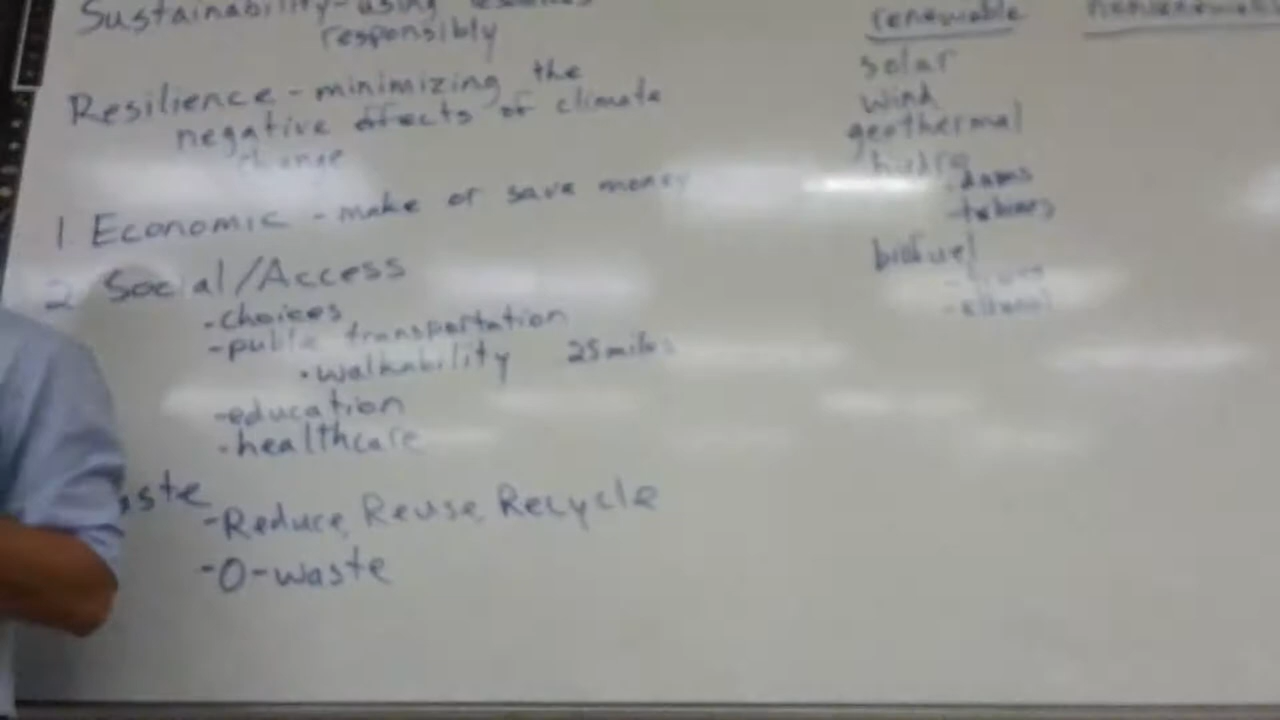 Sustainability - using resources
responsibly
Resilience - minimizing the
negative effects of climate
change
1 Economic - make or save money
2 Social/Access
- choices
- public transportation
• walkability 25 miles
- education
- healthcare
aste
- Reduce, Reuse, Recycle
- 0-waste
renewable
solar
wind
geothermal
hydro
- dams
biofuel
- ethanol
nonrenewable